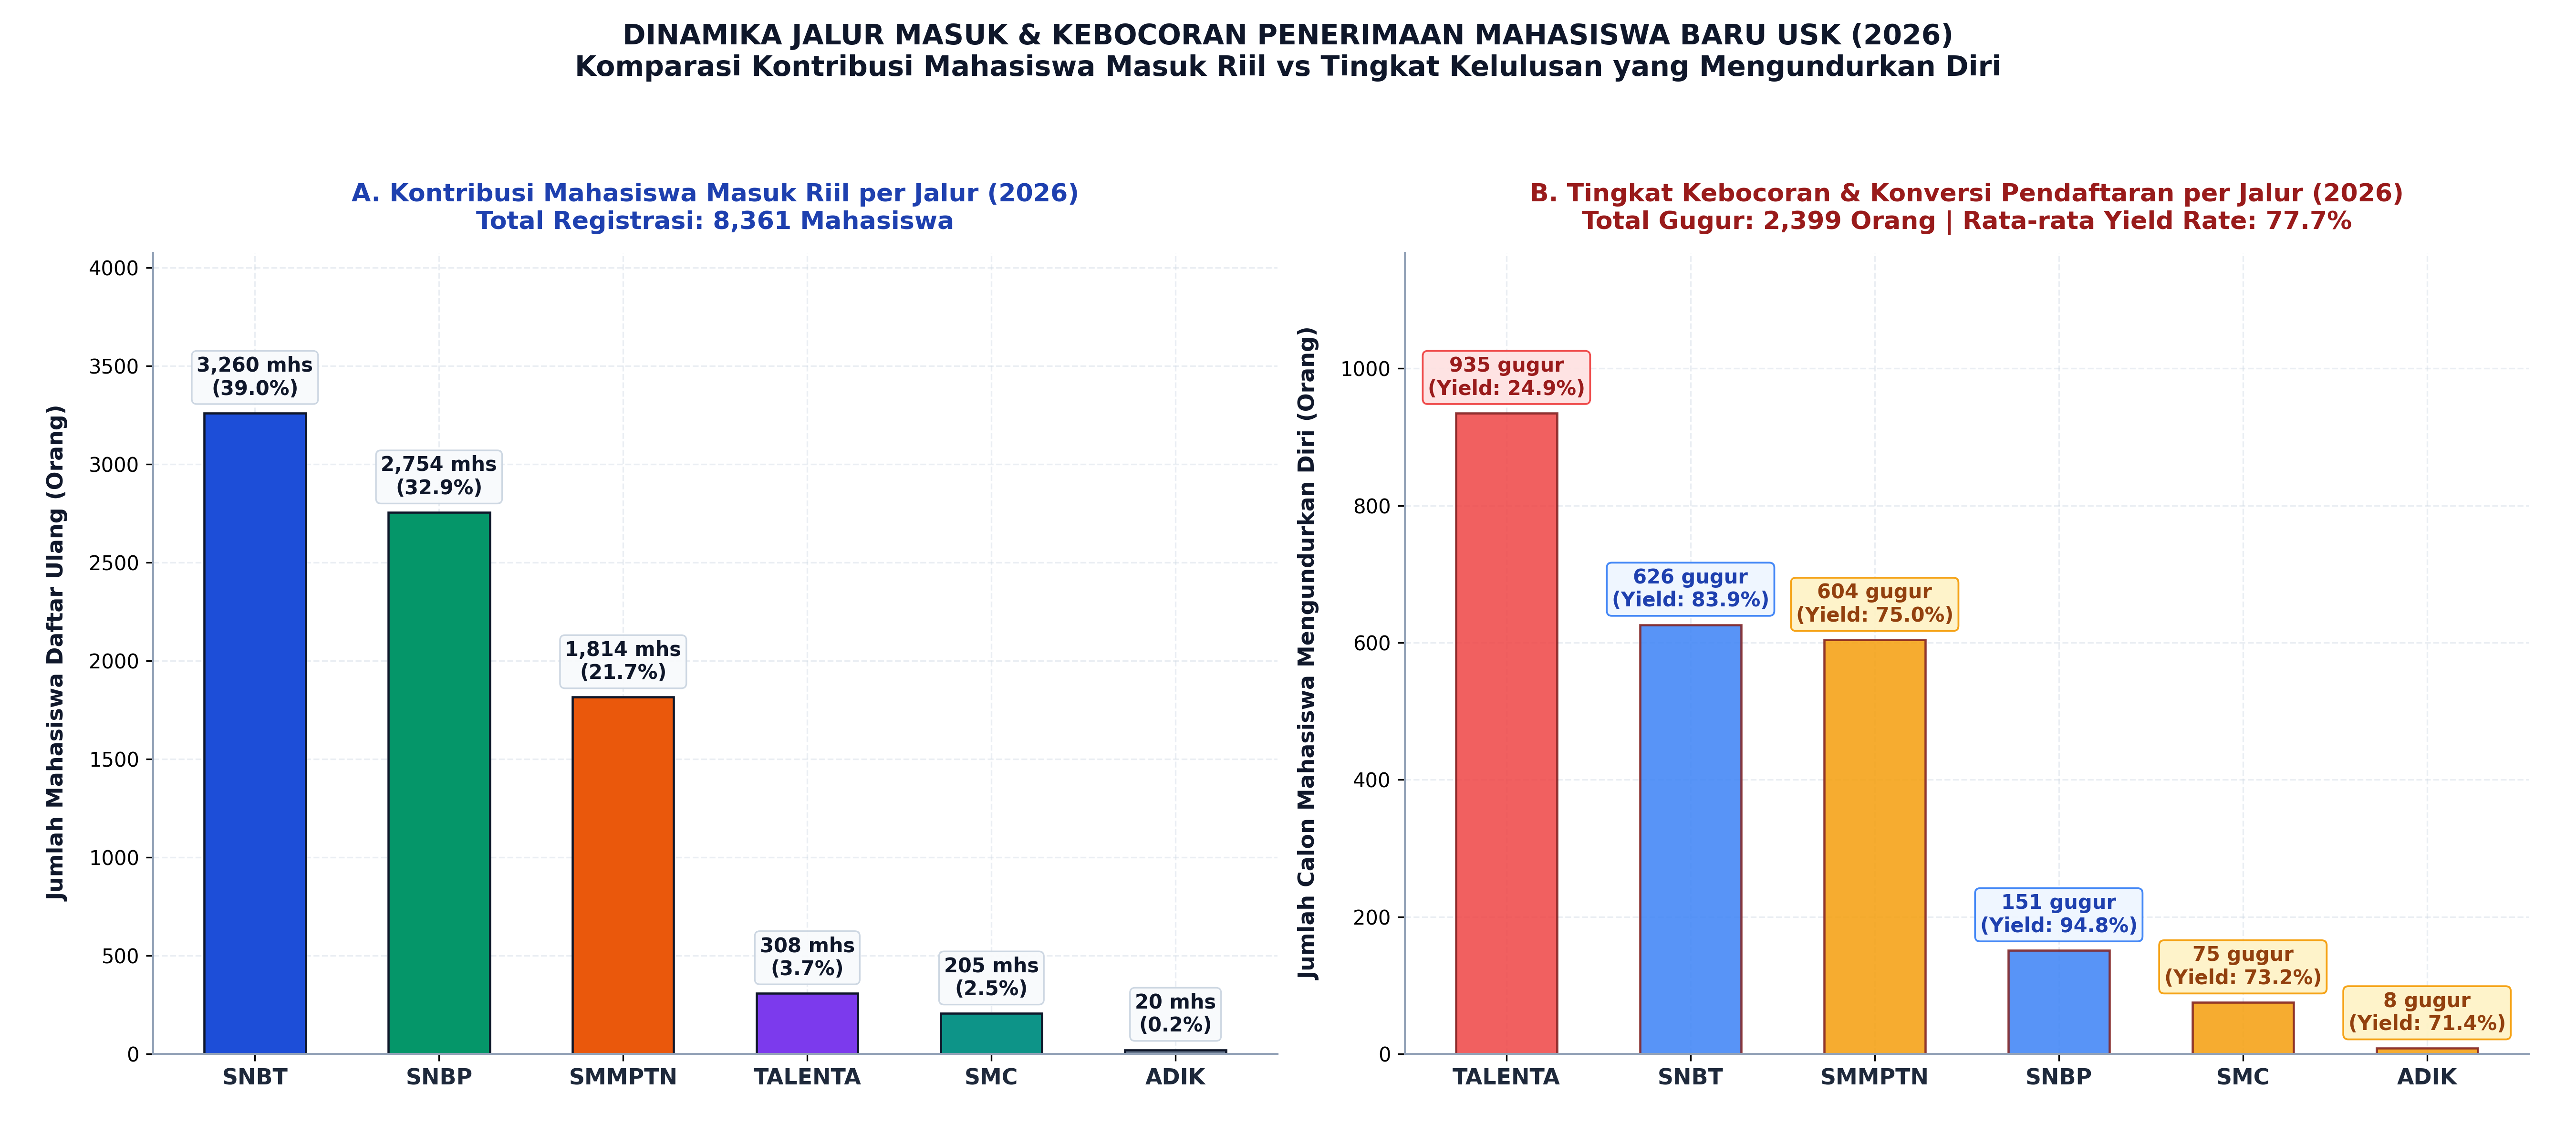 DINAMIKA JALUR MASUK & KEBOCORAN PENERIMAAN MAHASISWA BARU USK (2026)
Komparasi Kontribusi Mahasiswa Masuk Riil vs Tingkat Kelulusan yang Mengundurkan Diri
A. Kontribusi Mahasiswa Masuk Riil per Jalur (2026)
Total Registrasi: 8,361 Mahasiswa
Jumlah Mahasiswa Daftar Ulang (Orang)
4000
3500
3000
2500
2000
1500
1000
500
0
3,260 mhs
(39.0%)
2,754 mhs
(32.9%)
1,814 mhs
(21.7%)
308 mhs
(3.7%)
205 mhs
(2.5%)
20 mhs
(0.2%)
SNBT
SNBP
SMMPTN
TALENTA
SMC
ADIK
B. Tingkat Kebocoran & Konversi Pendaftaran per Jalur (2026)
Total Gugur: 2,399 Orang | Rata-rata Yield Rate: 77.7%
Jumlah Calon Mahasiswa Mengundurkan Diri (Orang)
1000
800
600
400
200
0
935 gugur
(Yield: 24.9%)
626 gugur
(Yield: 83.9%)
604 gugur
(Yield: 75.0%)
151 gugur
(Yield: 94.8%)
75 gugur
(Yield: 73.2%)
8 gugur
(Yield: 71.4%)
TALENTA
SNBT
SMMPTN
SNBP
SMC
ADIK